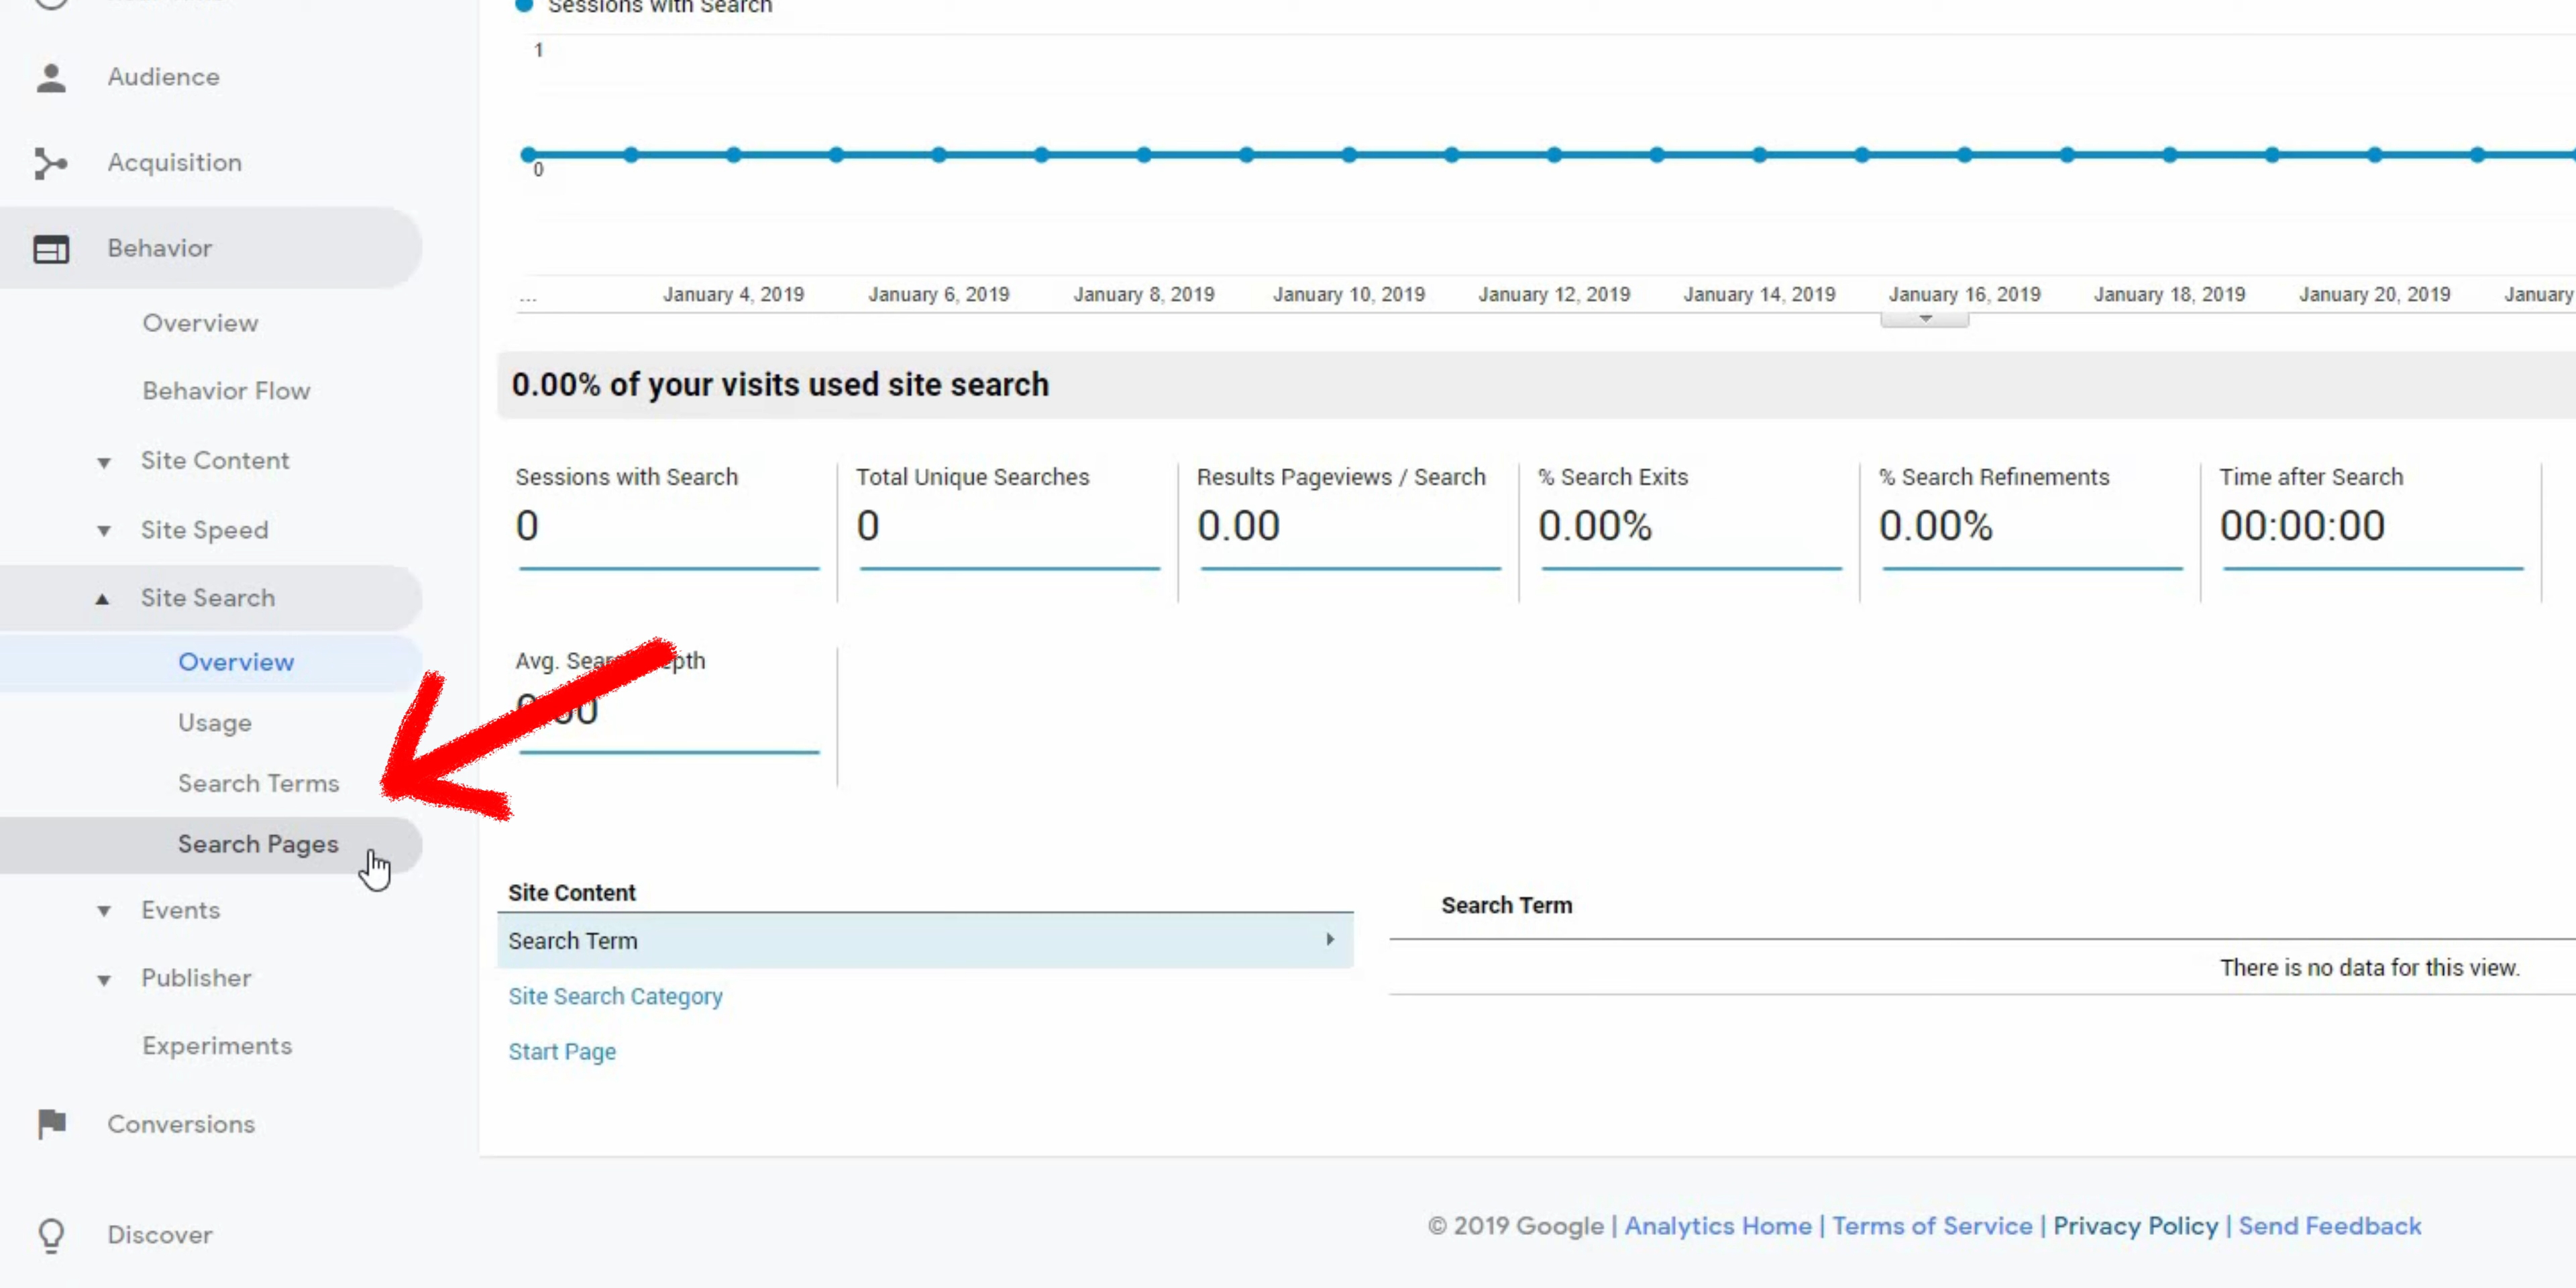 Sessions with Search
1
0
... January 4, 2019 January 6, 2019 January 8, 2019 January 10, 2019 January 12, 2019 January 14, 2019 January 16, 2019 January 18, 2019 January 20, 2019 January
Audience
Acquisition
Behavior
Overview
Behavior Flow
Site Content
Site Speed
Site Search
Overview
Usage
Search Terms
Search Pages
Events
Publisher
Experiments
Conversions
Discover
0.00% of your visits used site search
Sessions with Search
0
Total Unique Searches
0
Results Pageviews / Search
0.00
% Search Exits
0.00%
% Search Refinements
0.00%
Time after Search
00:00:00
Avg.
Site Content
Search Term
Site Search Category
Start Page
Search Term
There is no data for this view.
© 2019 Google | Analytics Home | Terms of Service | Privacy Policy | Send Feedback